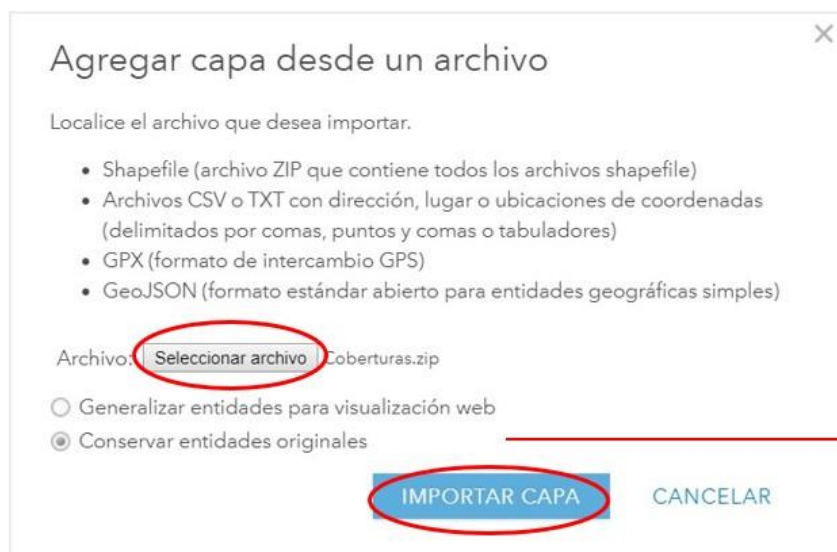 Agregar capa desde un archivo
Localice el archivo que desea importar.
• Shapefile (archivo ZIP que contiene todos los archivos shapefile)
• Archivos CSV o TXT con dirección, lugar o ubicaciones de coordenadas
(delimitados por comas, puntos y comas o tabuladores)
• GPX (formato de intercambio GPS)
• GeoJSON (formato estándar abierto para entidades geográficas simples)
Archivo: Seleccionar archivo Coberturas.zip
Generalizar entidades para visualización web
Conservar entidades originales
IMPORTAR CAPA CANCELAR